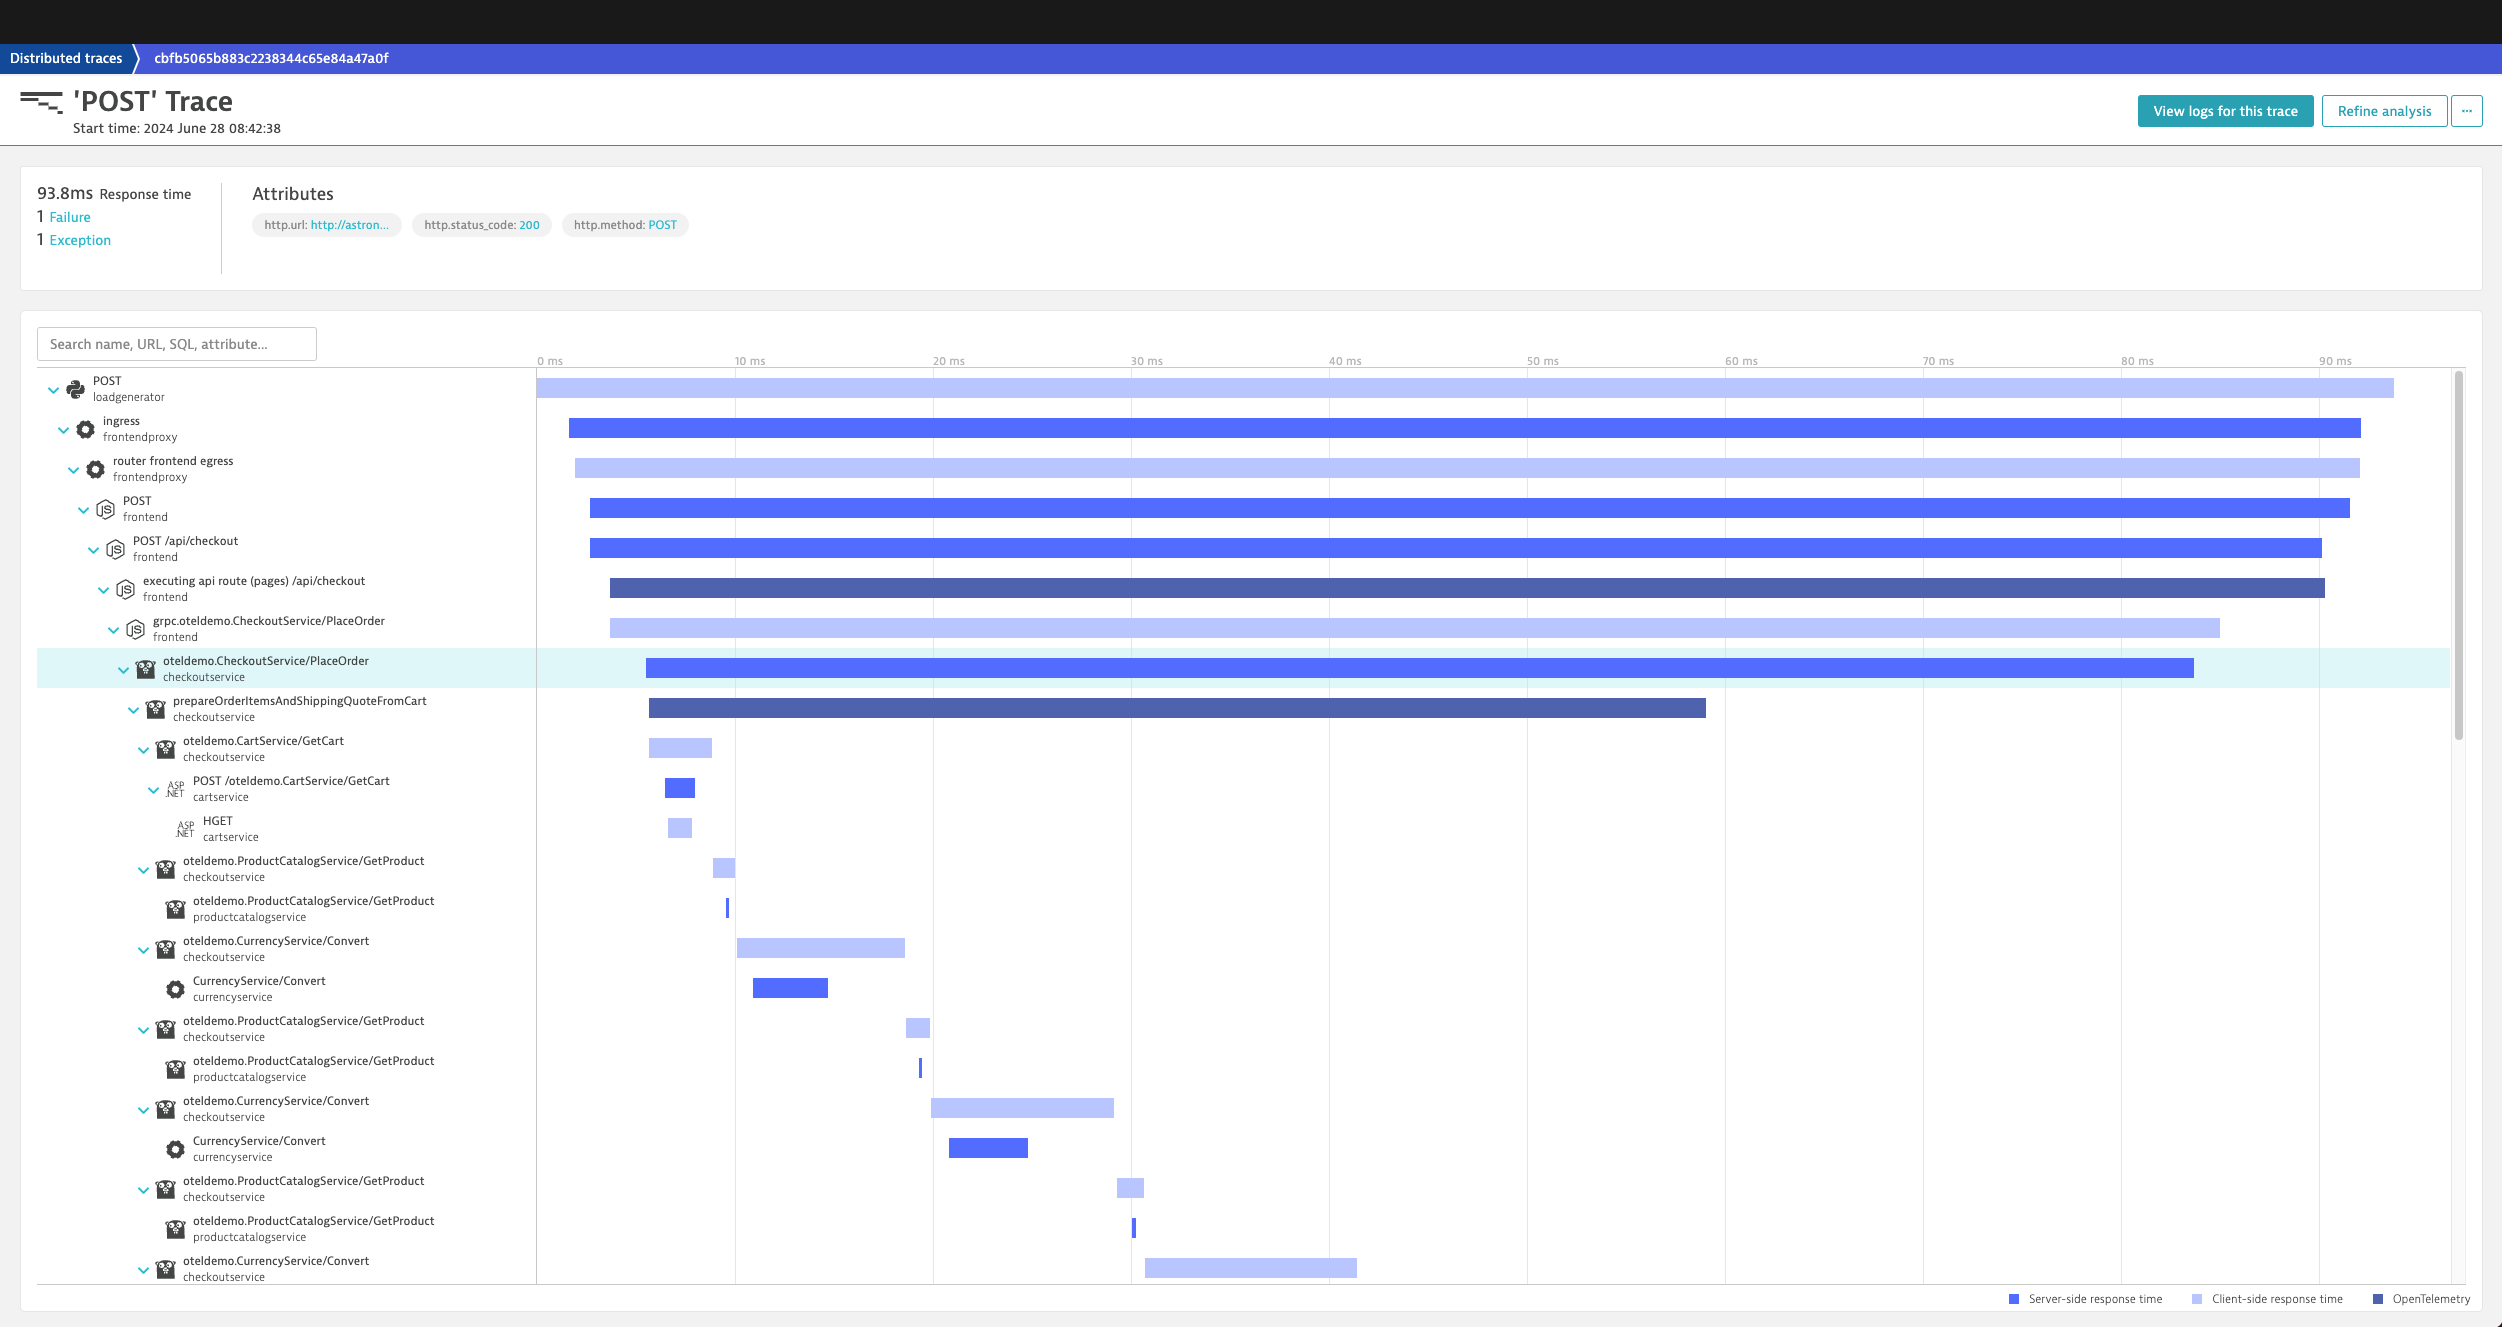 Distributed traces
cbfb5065b883c2238344c65e84a47a0f
'POST' Trace
Start time: 2024 June 28 08:42:38
View logs for this trace
Refine analysis
...
93.8ms Response time
1 Failure
1 Exception
Attributes
http.url: http://astron...
http.status_code: 200
http.method: POST
Search name, URL, SQL, attribute...
0 ms
10 ms
20 ms
30 ms
40 ms
50 ms
60 ms
70 ms
80 ms
90 ms
POST
loadgenerator
ingress
frontendproxy
router frontend egress
frontendproxy
POST
JS
frontend
POST /api/checkout
JS
frontend
executing api route (pages) /api/checkout
JS
frontend
grpc.oteldemo.CheckoutService/PlaceOrder
JS
frontend
oteldemo.CheckoutService/PlaceOrder
checkoutservice
prepareOrderItemsAndShippingQuoteFromCart
checkoutservice
oteldemo.CartService/GetCart
checkoutservice
ASP
.NET
POST /oteldemo.CartService/GetCart
cartservice
ASP
.NET
HGET
cartservice
oteldemo.ProductCatalogService/GetProduct
checkoutservice
oteldemo.ProductCatalogService/GetProduct
productcatalogservice
oteldemo.CurrencyService/Convert
checkoutservice
CurrencyService/Convert
currencyservice
oteldemo.ProductCatalogService/GetProduct
checkoutservice
oteldemo.ProductCatalogService/GetProduct
productcatalogservice
oteldemo.CurrencyService/Convert
checkoutservice
CurrencyService/Convert
currencyservice
oteldemo.ProductCatalogService/GetProduct
checkoutservice
oteldemo.ProductCatalogService/GetProduct
productcatalogservice
oteldemo.CurrencyService/Convert
checkoutservice
Server-side response time
Client-side response time
OpenTelemetry